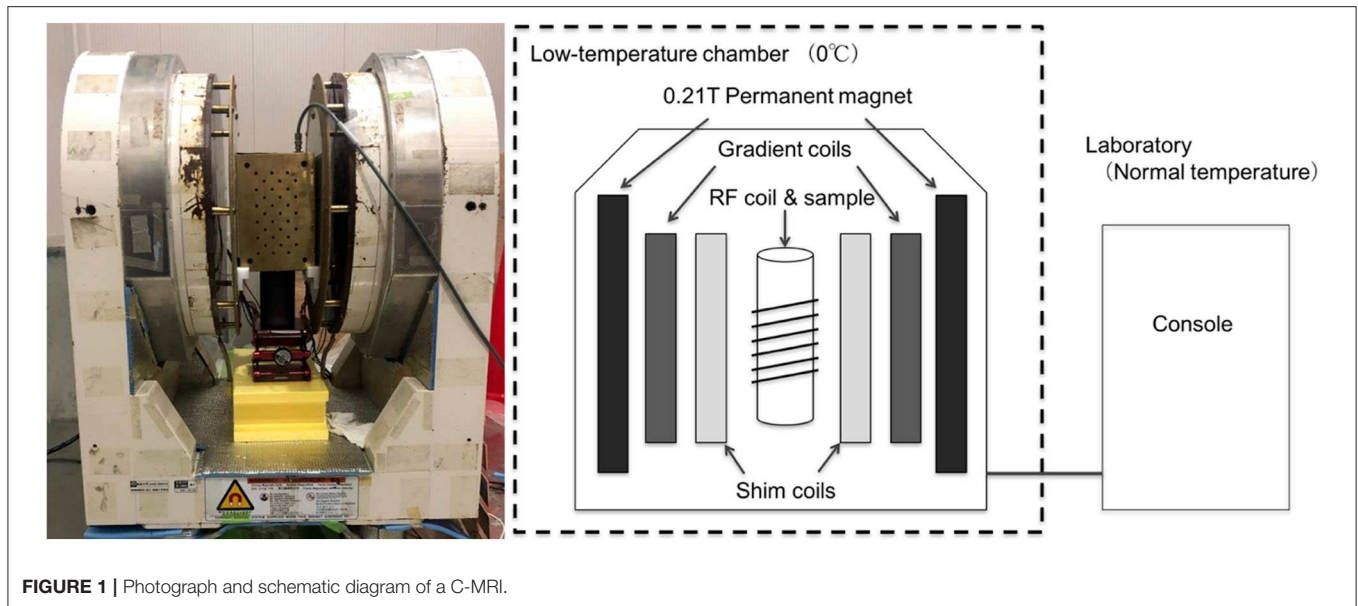 Low-temperature chamber （0℃）
0.21T Permanent magnet
Gradient coils
RF coil & sample
Shim coils
Laboratory
（Normal temperature）
Console
FIGURE 1 | Photograph and schematic diagram of a C-MRI.